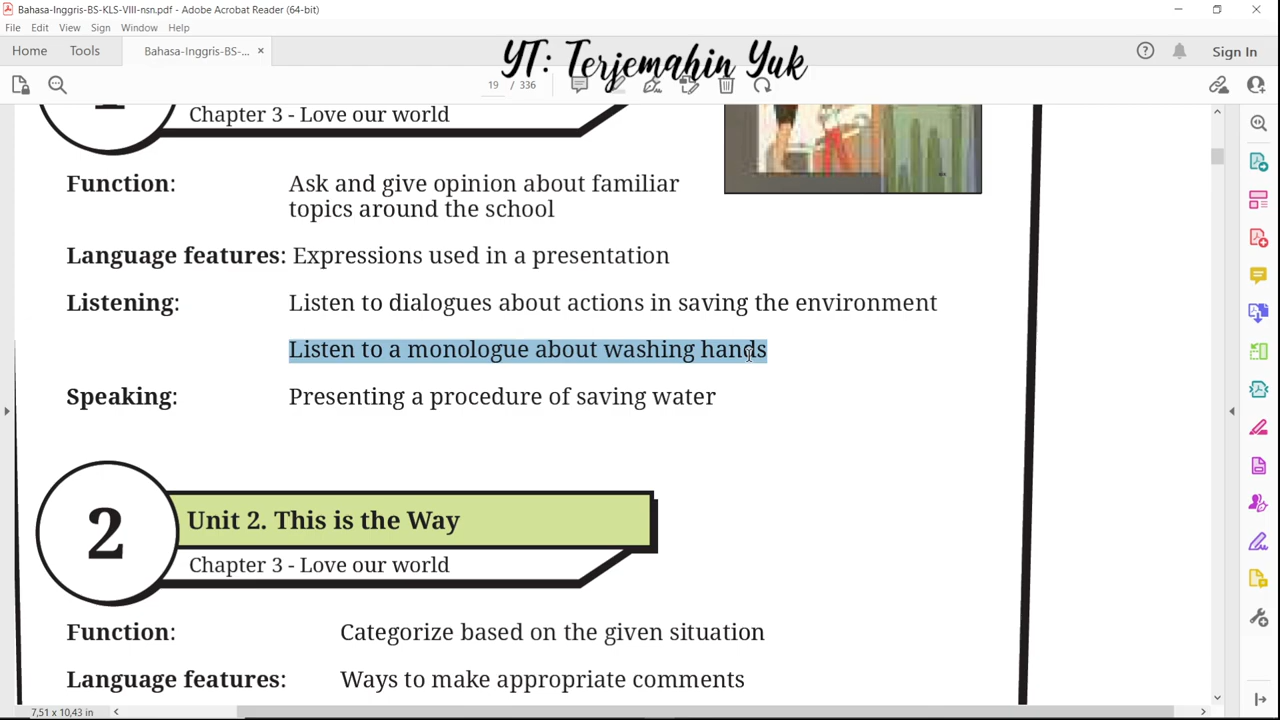 Bahasa-Inggris-BS-KLS-VIII-nsn.pdf - Adobe Acrobat Reader (64-bit)
File Edit View Sign Window Help
Home Tools Bahasa-Inggris-BS-... × Sign In
YT: Terjemahin Yuk
19 / 336
1
Chapter 3 - Love our world
Function: Ask and give opinion about familiar
topics around the school
Language features: Expressions used in a presentation
Listening: Listen to dialogues about actions in saving the environment
Listen to a monologue about washing hands
Speaking: Presenting a procedure of saving water
2
Unit 2. This is the Way
Chapter 3 - Love our world
Function: Categorize based on the given situation
Language features: Ways to make appropriate comments
7,51 x 10,43 in